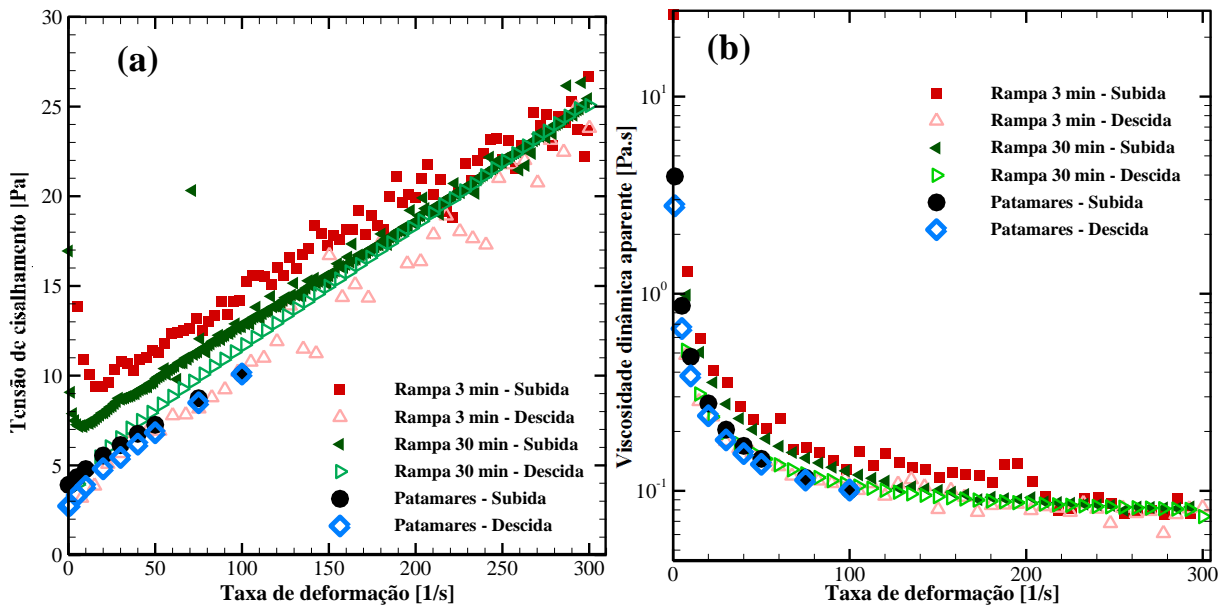 (a)
30
25
20
15
10
5
0
Tensão de cisalhamento [Pa]
0 50 100 150 200 250 300
Taxa de deformação [1/s]
Rampa 3 min - Subida
Rampa 3 min - Descida
Rampa 30 min - Subida
Rampa 30 min - Descida
Patamares - Subida
Patamares - Descida
(b)
10¹
10⁰
10⁻¹
Viscosidade dinâmica aparente [Pa.s]
0 100 200 300
Taxa de deformação [1/s]
Rampa 3 min - Subida
Rampa 3 min - Descida
Rampa 30 min - Subida
Rampa 30 min - Descida
Patamares - Subida
Patamares - Descida